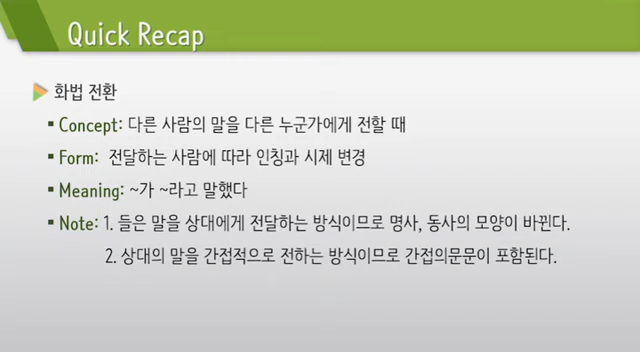 Quick Recap
화법 전환
▪ Concept: 다른 사람의 말을 다른 누군가에게 전할 때
▪ Form: 전달하는 사람에 따라 인칭과 시제 변경
▪ Meaning: ~가 ~라고 말했다
▪ Note: 1. 들은 말을 상대에게 전달하는 방식이므로 명사, 동사의 모양이 바뀐다.
2. 상대의 말을 간접적으로 전하는 방식이므로 간접의문문이 포함된다.